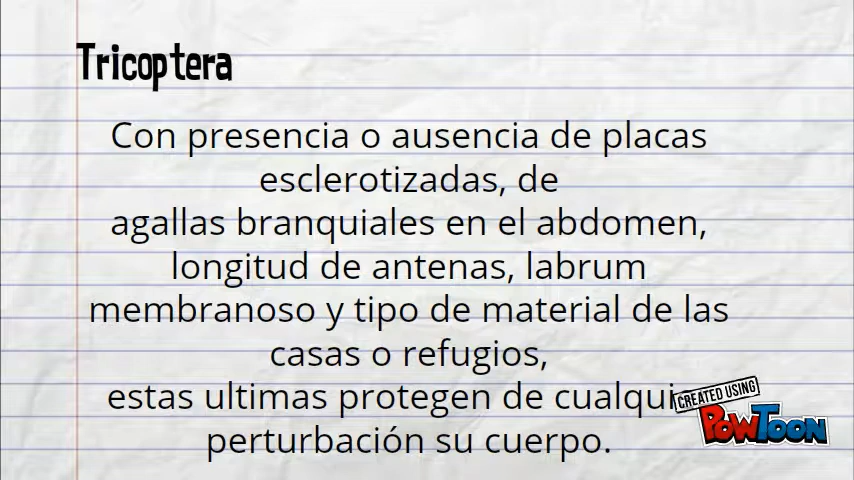 Tricoptera
Con presencia o ausencia de placas
esclerotizadas, de
agallas branquiales en el abdomen,
longitud de antenas, labrum
membranoso y tipo de material de las
casas o refugios,
estas ultimas protegen de
perturbación su cuerpo.
CREATED USING
POWTOON